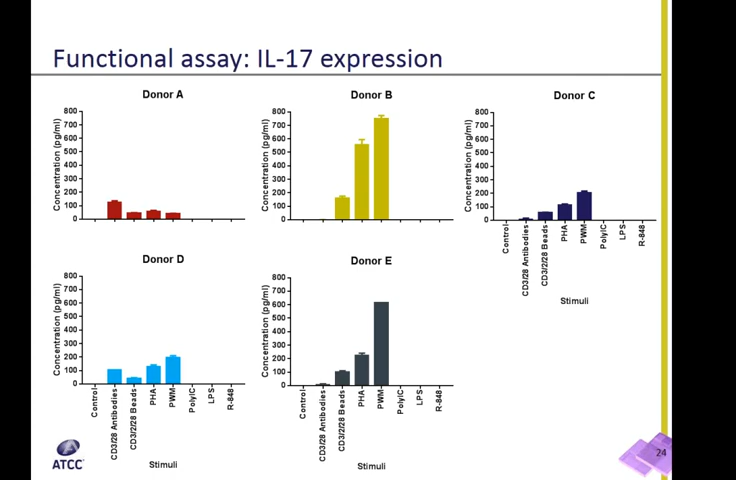 Functional assay: IL-17 expression
Donor A
Concentration (pg/ml)
800
700
600
500
400
300
200
100
0
Donor B
Concentration (pg/ml)
800
700
600
500
400
300
200
100
0
Donor C
Concentration (pg/ml)
800
700
600
500
400
300
200
100
0
Control
CD3/28 Antibodies
CD3/2/28 Beads
PHA
PWM
PolyIC
LPS
R-848
Stimuli
Donor D
Concentration (pg/ml)
800
700
600
500
400
300
200
100
0
Control
CD3/28 Antibodies
CD3/2/28 Beads
PHA
PWM
PolyIC
LPS
R-848
Stimuli
Donor E
Concentration (pg/ml)
800
700
600
500
400
300
200
100
0
Control
CD3/28 Antibodies
CD3/2/28 Beads
PHA
PWM
PolyIC
LPS
R-848
Stimuli
ATCC
24